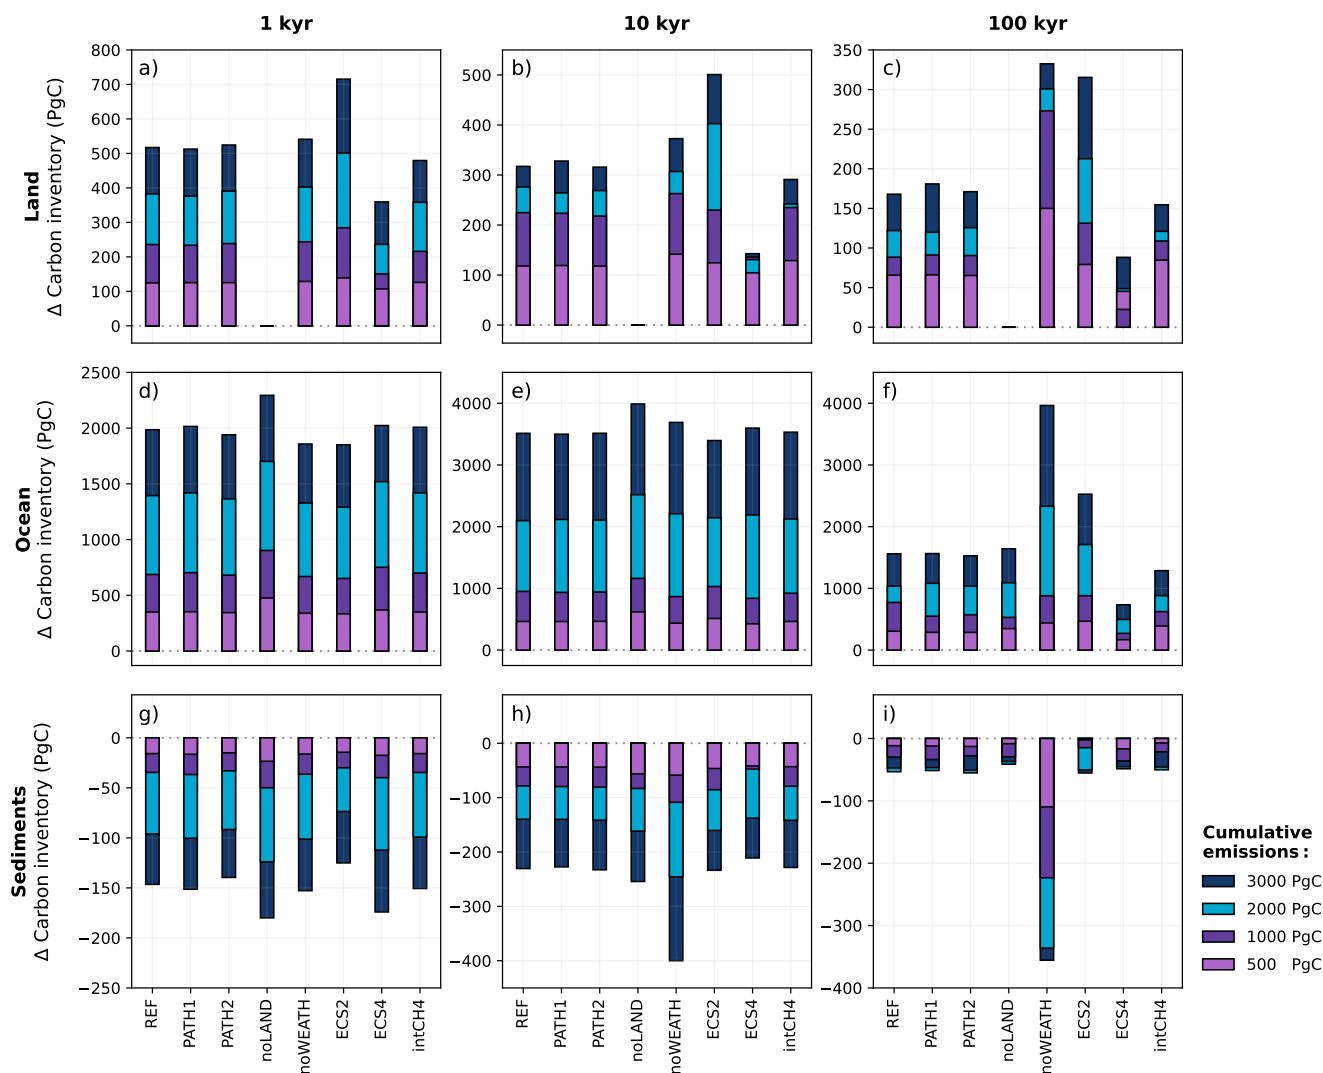 1 kyr
10 kyr
100 kyr
Land
Δ Carbon inventory (PgC)
a)
800
700
600
500
400
300
200
100
0
b)
500
400
300
200
100
0
c)
350
300
250
200
150
100
50
0
Ocean
Δ Carbon inventory (PgC)
d)
2500
2000
1500
1000
500
0
e)
4000
3000
2000
1000
0
f)
4000
3000
2000
1000
0
Sediments
Δ Carbon inventory (PgC)
g)
0
−50
−100
−150
−200
−250
h)
0
−100
−200
−300
−400
i)
0
−100
−200
−300
−400
REF
PATH1
PATH2
noLAND
noWEATH
ECS2
ECS4
intCH4
REF
PATH1
PATH2
noLAND
noWEATH
ECS2
ECS4
intCH4
REF
PATH1
PATH2
noLAND
noWEATH
ECS2
ECS4
intCH4
Cumulative
emissions:
3000 PgC
2000 PgC
1000 PgC
500 PgC